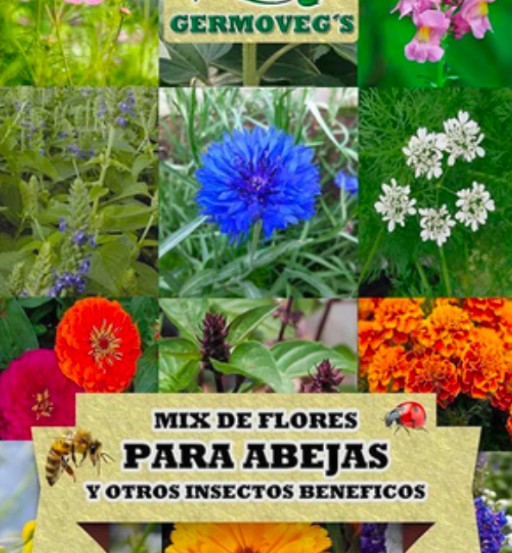 GERMOVEG´S
MIX DE FLORES
PARA ABEJAS
Y OTROS INSECTOS BENEFICOS